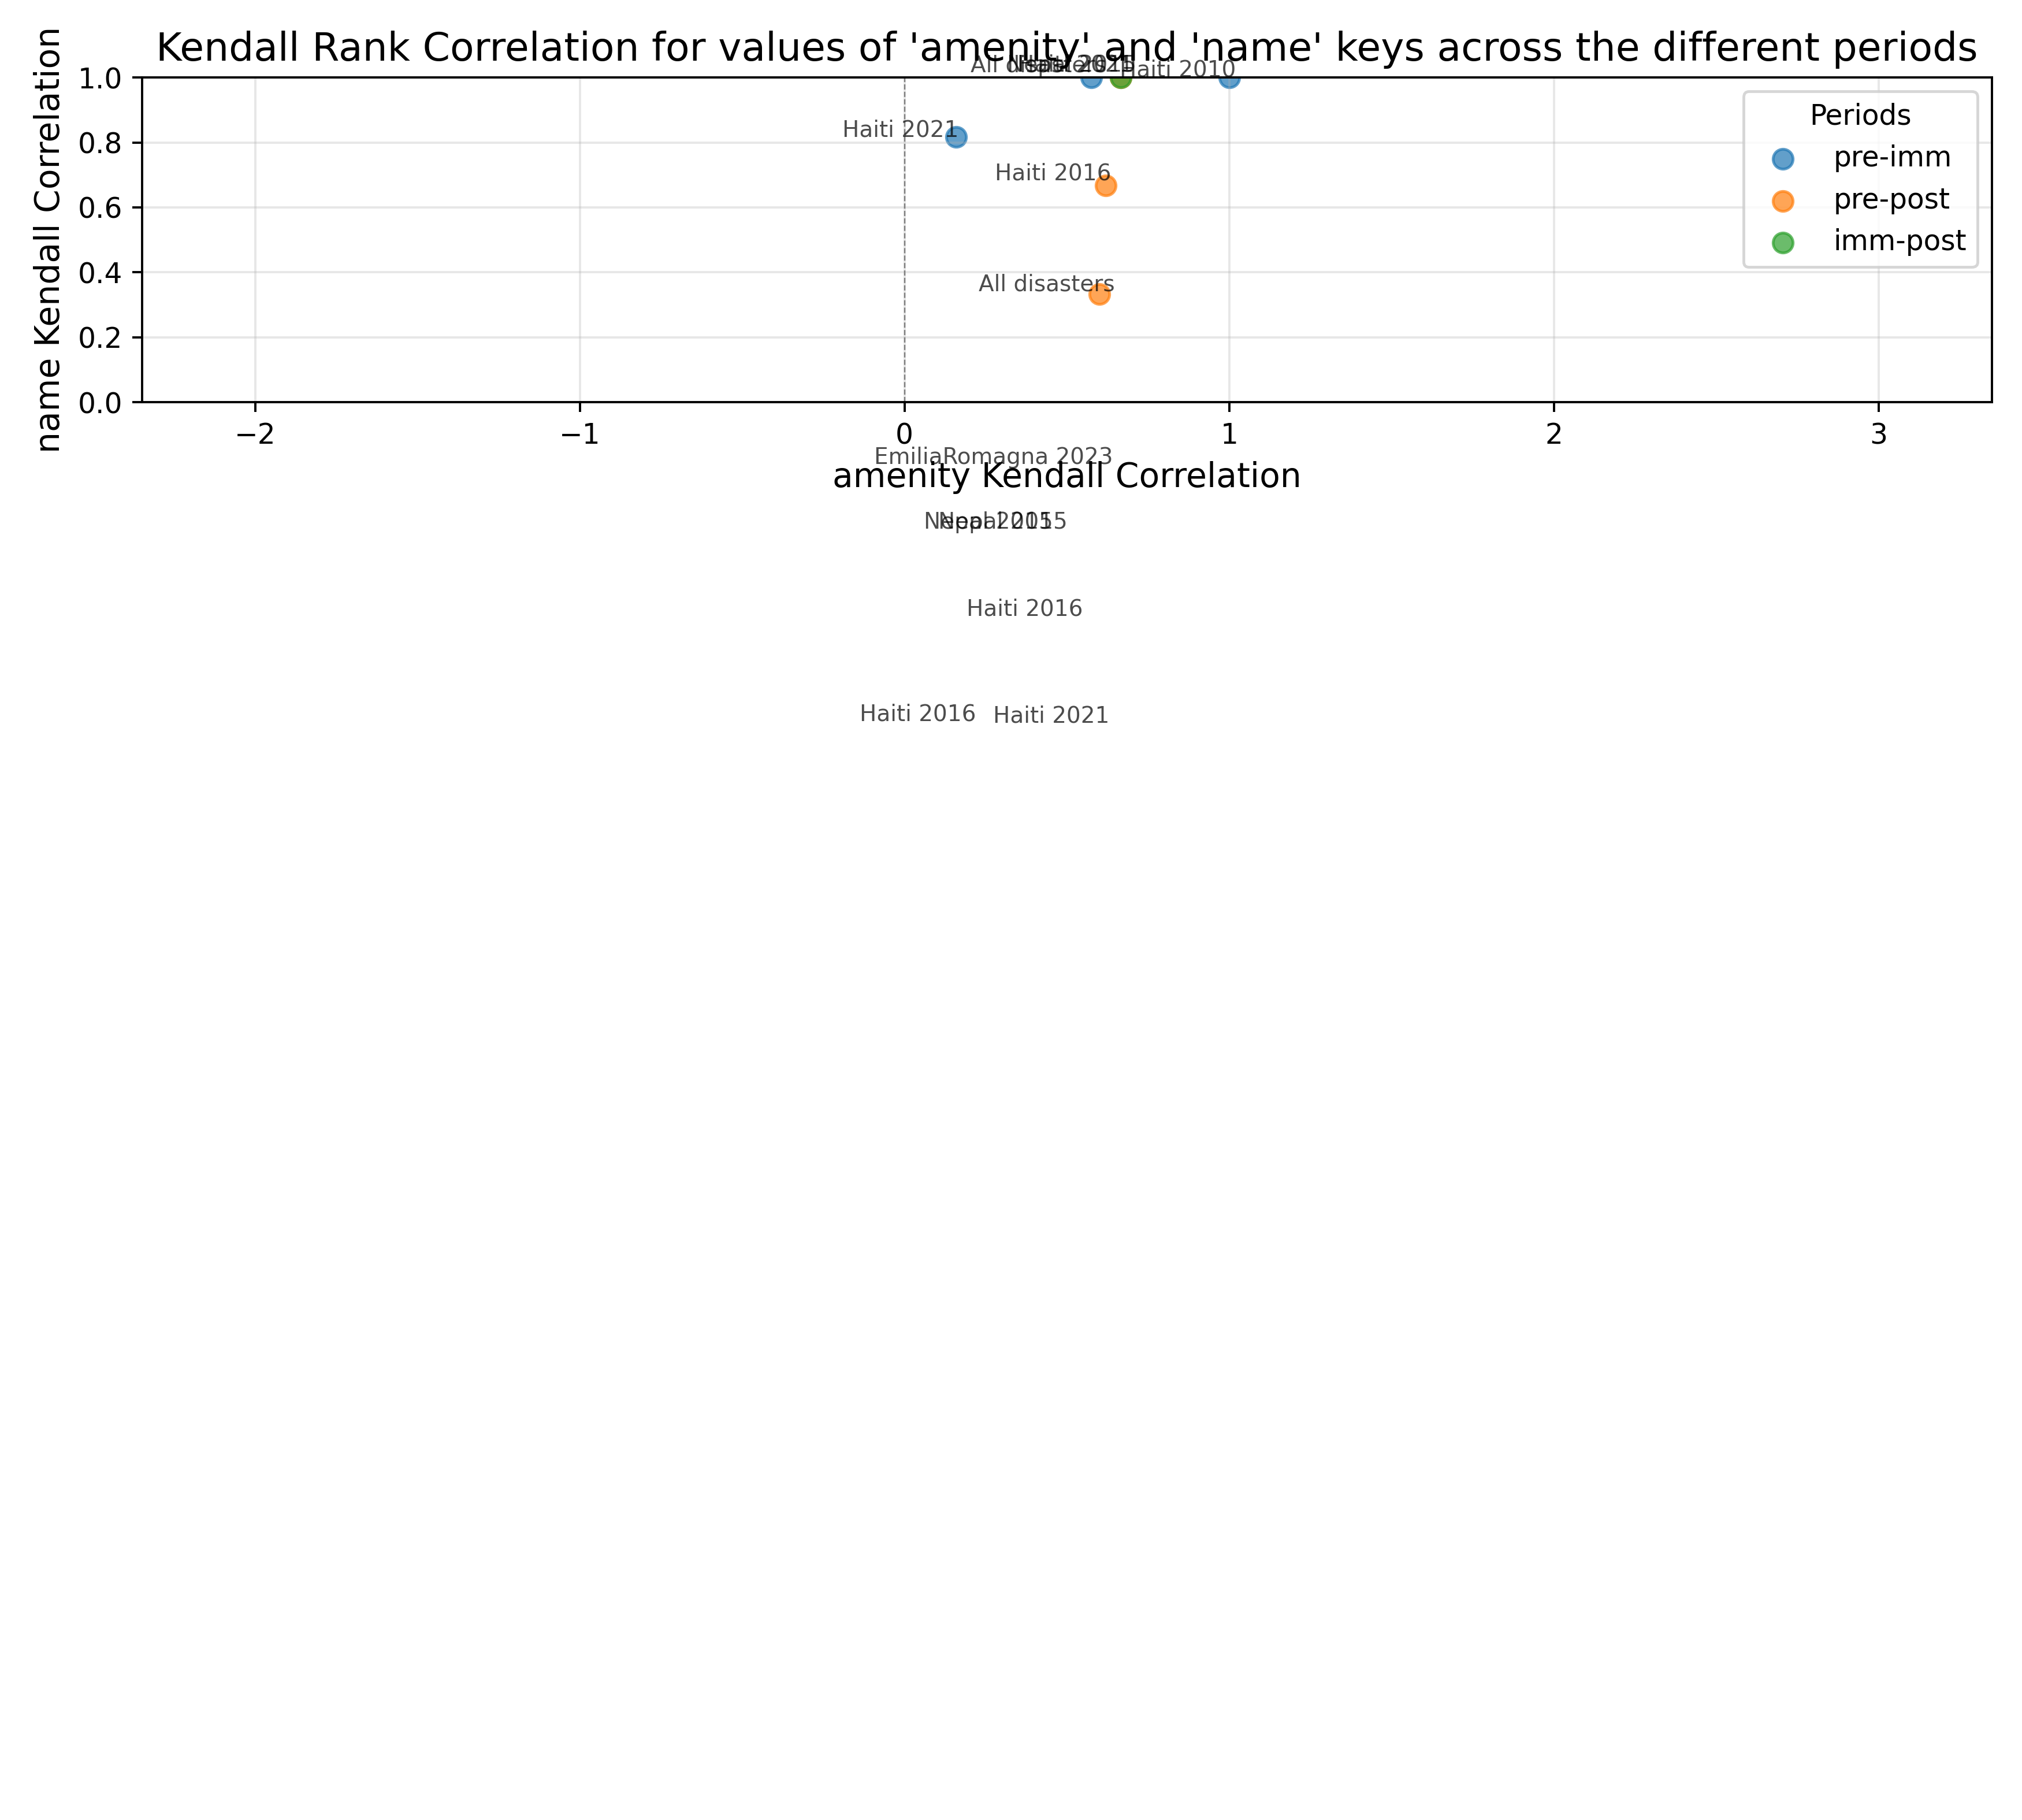 Kendall Rank Correlation for values of 'amenity' and 'name' keys across the different periods
All disasters
Haiti 2010
name Kendall Correlation
1.0
0.8
0.6
0.4
0.2
0.0
Haiti 2021
Haiti 2016
All disasters
Periods
pre-imm
pre-post
imm-post
−2
−1
0
1
2
3
EmiliaRomagna 2023
amenity Kendall Correlation
Nepal 2015
Nepal 2015
Haiti 2016
Haiti 2016
Haiti 2021